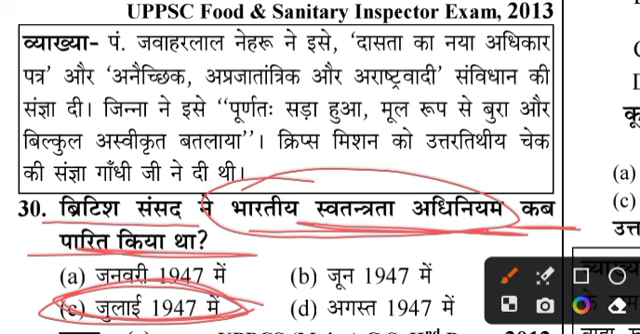 UPPSC Food & Sanitary Inspector Exam, 2013
व्याख्या- पं. जवाहरलाल नेहरू ने इसे, ‘दासता का नया अधिकार
पत्र’ और ‘अनैच्छिक, अप्रजातांत्रिक और अराष्ट्रवादी’ संविधान की
संज्ञा दी। जिन्ना ने इसे “पूर्णतः सड़ा हुआ, मूल रूप से बुरा और
बिल्कुल अस्वीकृत बतलाया”। क्रिप्स मिशन को उत्तरतिथीय चेक
की संज्ञा गाँधी जी ने दी थी।
30. ब्रिटिश संसद ने भारतीय स्वतन्त्रता अधिनियम कब
पारित किया था?
(a) जनवरी 1947 में (b) जून 1947 में
(c) जुलाई 1947 में (d) अगस्त 1947 में
(a)
(c)